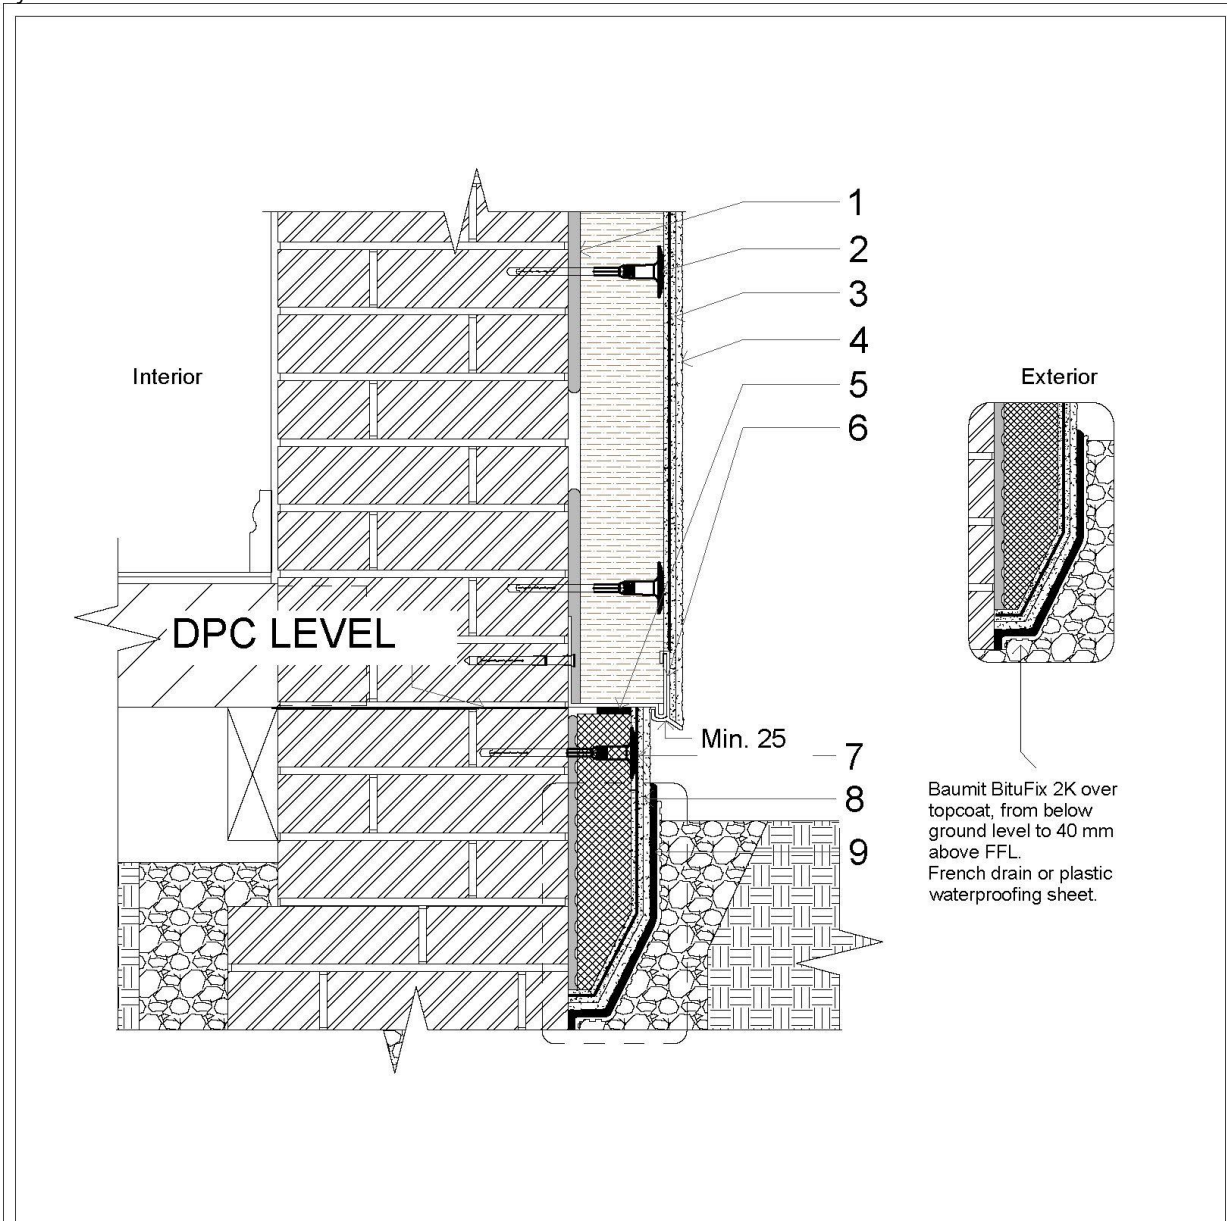 1
2
3
4
5
6
Interior
Exterior
DPC LEVEL
Min. 25
7
8
9
Baumit BituFix 2K over
topcoat, from below
ground level to 40 mm
above FFL.
French drain or plastic
waterproofing sheet.